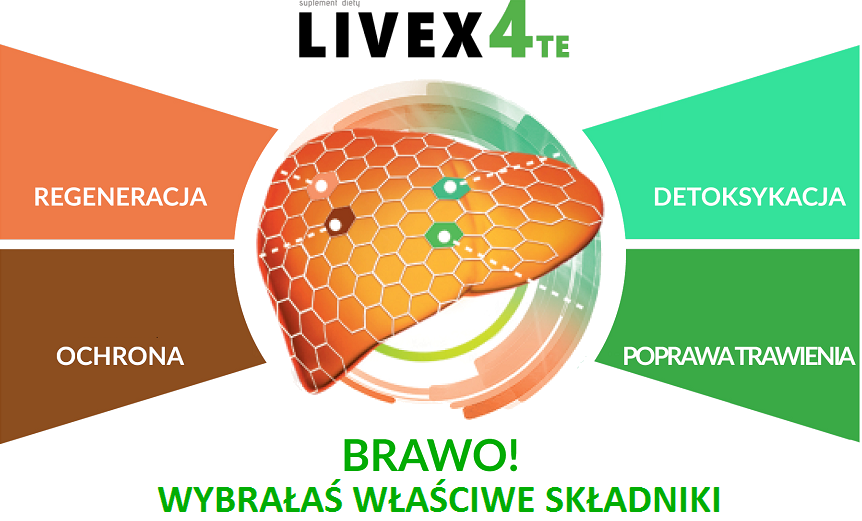 suplement diety
LIVEX4TE
REGENERACJA
DETOKSYKACJA
OCHRONA
POPRAWA TRAWIENIA
BRAWO!
WYBRAŁAŚ WŁAŚCIWE SKŁADNIKI